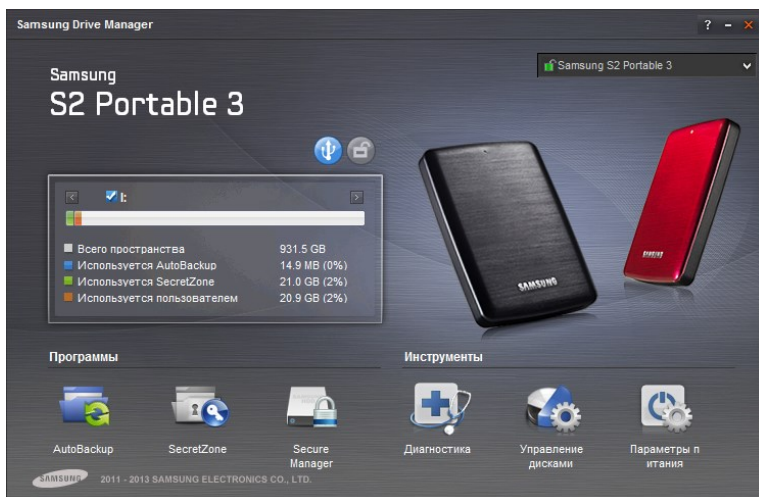 Samsung Drive Manager
? - ×
Samsung S2 Portable 3
Samsung
S2 Portable 3
I:
Всего пространства 931.5 GB
Используется AutoBackup 14.9 MB (0%)
Используется SecretZone 21.0 GB (2%)
Используется пользователем 20.9 GB (2%)
SAMSUNG
SAMSUNG
Программы
Инструменты
AutoBackup
SecretZone
Secure
Manager
Диагностика
Управление
дисками
Параметры п
итания
SAMSUNG 2011 - 2013 SAMSUNG ELECTRONICS CO., LTD.